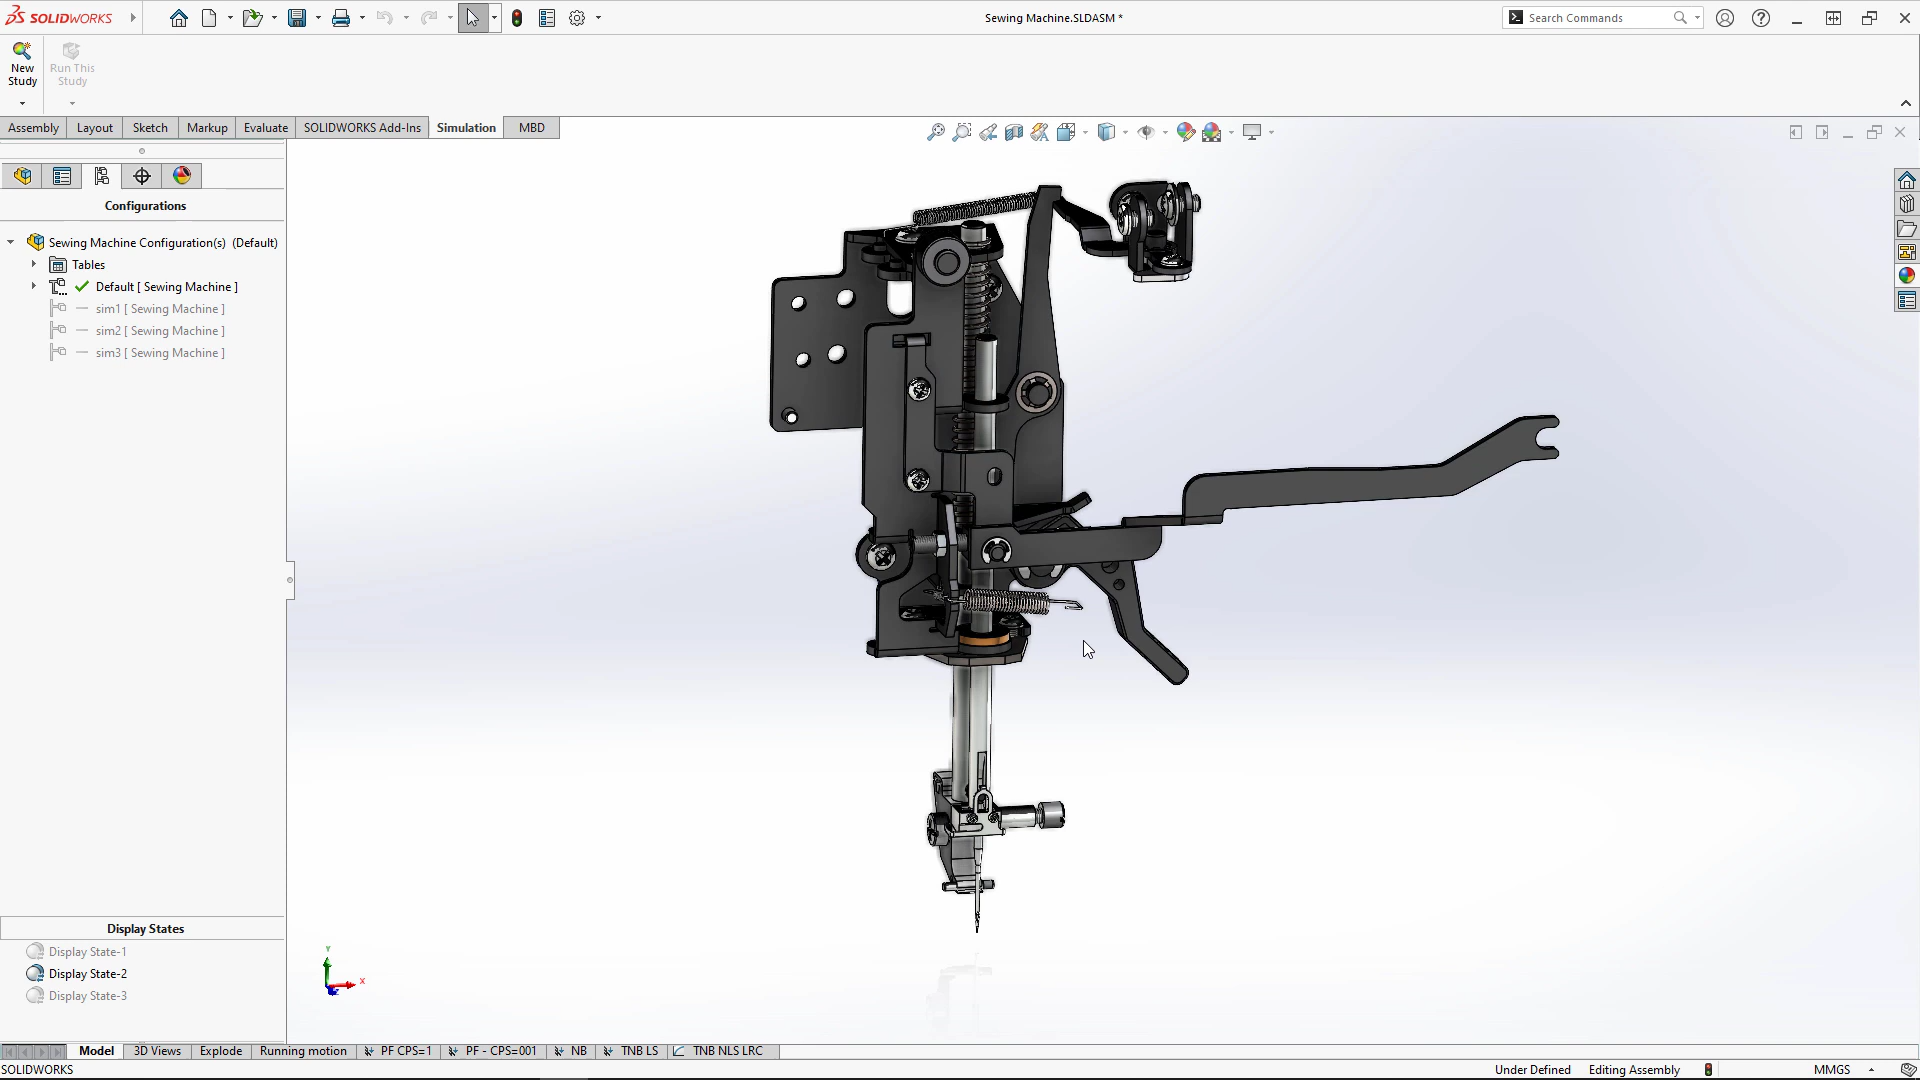 SOLIDWORKS
Sewing Machine.SLDASM *
Search Commands
New Study
Run This Study
Assembly
Layout
Sketch
Markup
Evaluate
SOLIDWORKS Add-Ins
Simulation
MBD
Configurations
Sewing Machine Configuration(s) (Default)
Tables
Default [ Sewing Machine ]
sim1 [ Sewing Machine ]
sim2 [ Sewing Machine ]
sim3 [ Sewing Machine ]
Display States
Display State-1
Display State-2
Display State-3
Y
X
Model
3D Views
Explode
Running motion
PF CPS=1
PF - CPS=001
NB
TNB LS
TNB NLS LRC
SOLIDWORKS
Under Defined
Editing Assembly
MMGS